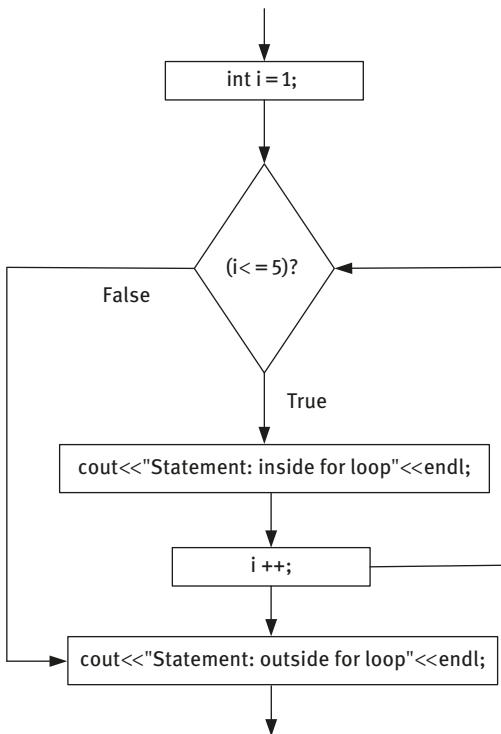 int i = 1;
(i< = 5)?
False
True
cout<<"Statement: inside for loop"<<endl;
i ++;
cout<<"Statement: outside for loop"<<endl;